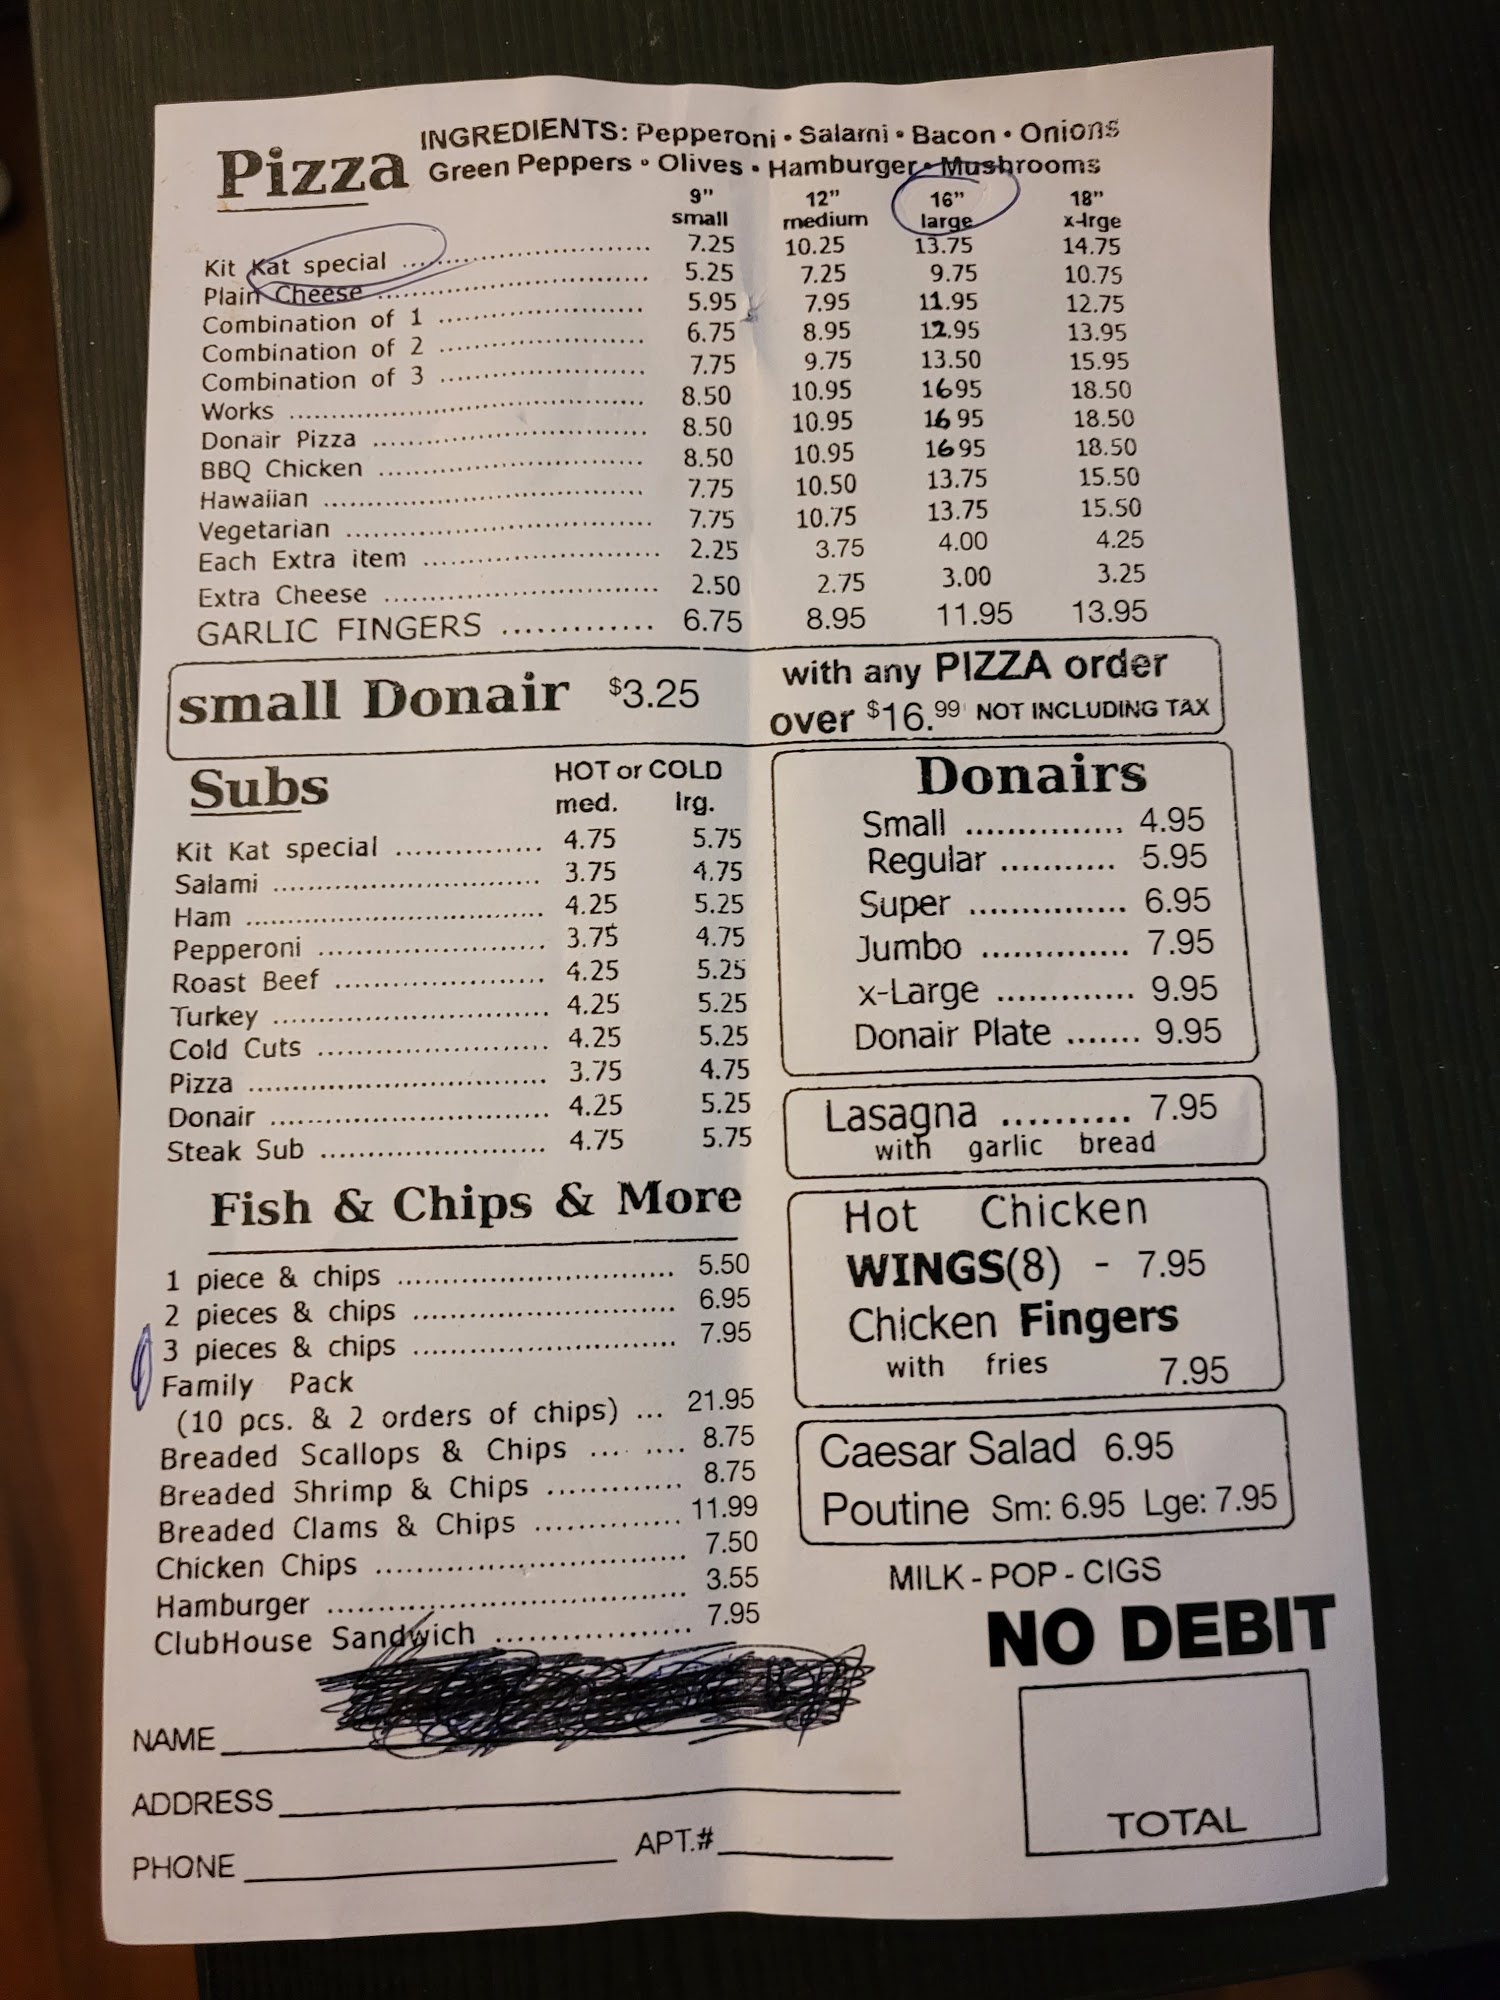 Pizza
INGREDIENTS: Pepperoni • Salami • Bacon • Onions
Green Peppers • Olives • Hamburger • Mushrooms
9" 12" 16" 18"
small medium large x-lrge
Kit Kat special .......... 7.25 10.25 13.75 14.75
Plain Cheese .......... 5.25 7.25 9.75 10.75
Combination of 1 .......... 5.95 7.95 11.95 12.75
Combination of 2 .......... 6.75 8.95 12.95 13.95
Combination of 3 .......... 7.75 9.75 13.50 15.95
Works .......... 8.50 10.95 1695 18.50
Donair Pizza .......... 8.50 10.95 16 95 18.50
BBQ Chicken .......... 8.50 10.95 1695 18.50
Hawaiian .......... 7.75 10.50 13.75 15.50
Vegetarian .......... 7.75 10.75 13.75 15.50
Each Extra item .......... 2.25 3.75 4.00 4.25
Extra Cheese .......... 2.50 2.75 3.00 3.25
GARLIC FINGERS .......... 6.75 8.95 11.95 13.95
small Donair $3.25
with any PIZZA order
over $16.99 NOT INCLUDING TAX
Subs
HOT or COLD
med. lrg.
Kit Kat special .......... 4.75 5.75
Salami .......... 3.75 4.75
Ham .......... 4.25 5.25
Pepperoni .......... 3.75 4.75
Roast Beef .......... 4.25 5.25
Turkey .......... 4.25 5.25
Cold Cuts .......... 4.25 5.25
Pizza .......... 3.75 4.75
Donair .......... 4.25 5.25
Steak Sub .......... 4.75 5.75
Fish & Chips & More
1 piece & chips .......... 5.50
2 pieces & chips .......... 6.95
3 pieces & chips .......... 7.95
Family Pack
(10 pcs. & 2 orders of chips) ... 21.95
Breaded Scallops & Chips .... .... 8.75
Breaded Shrimp & Chips .......... 8.75
Breaded Clams & Chips .......... 11.99
Chicken Chips .......... 7.50
Hamburger .......... 3.55
ClubHouse Sandwich .......... 7.95
Donairs
Small .......... 4.95
Regular .......... 5.95
Super .......... 6.95
Jumbo .......... 7.95
x-Large .......... 9.95
Donair Plate ....... 9.95
Lasagna .......... 7.95
with garlic bread
Hot Chicken
WINGS(8) - 7.95
Chicken Fingers
with fries 7.95
Caesar Salad 6.95
Poutine Sm: 6.95 Lge: 7.95
MILK - POP - CIGS
NO DEBIT
TOTAL
NAME
ADDRESS
PHONE APT.#